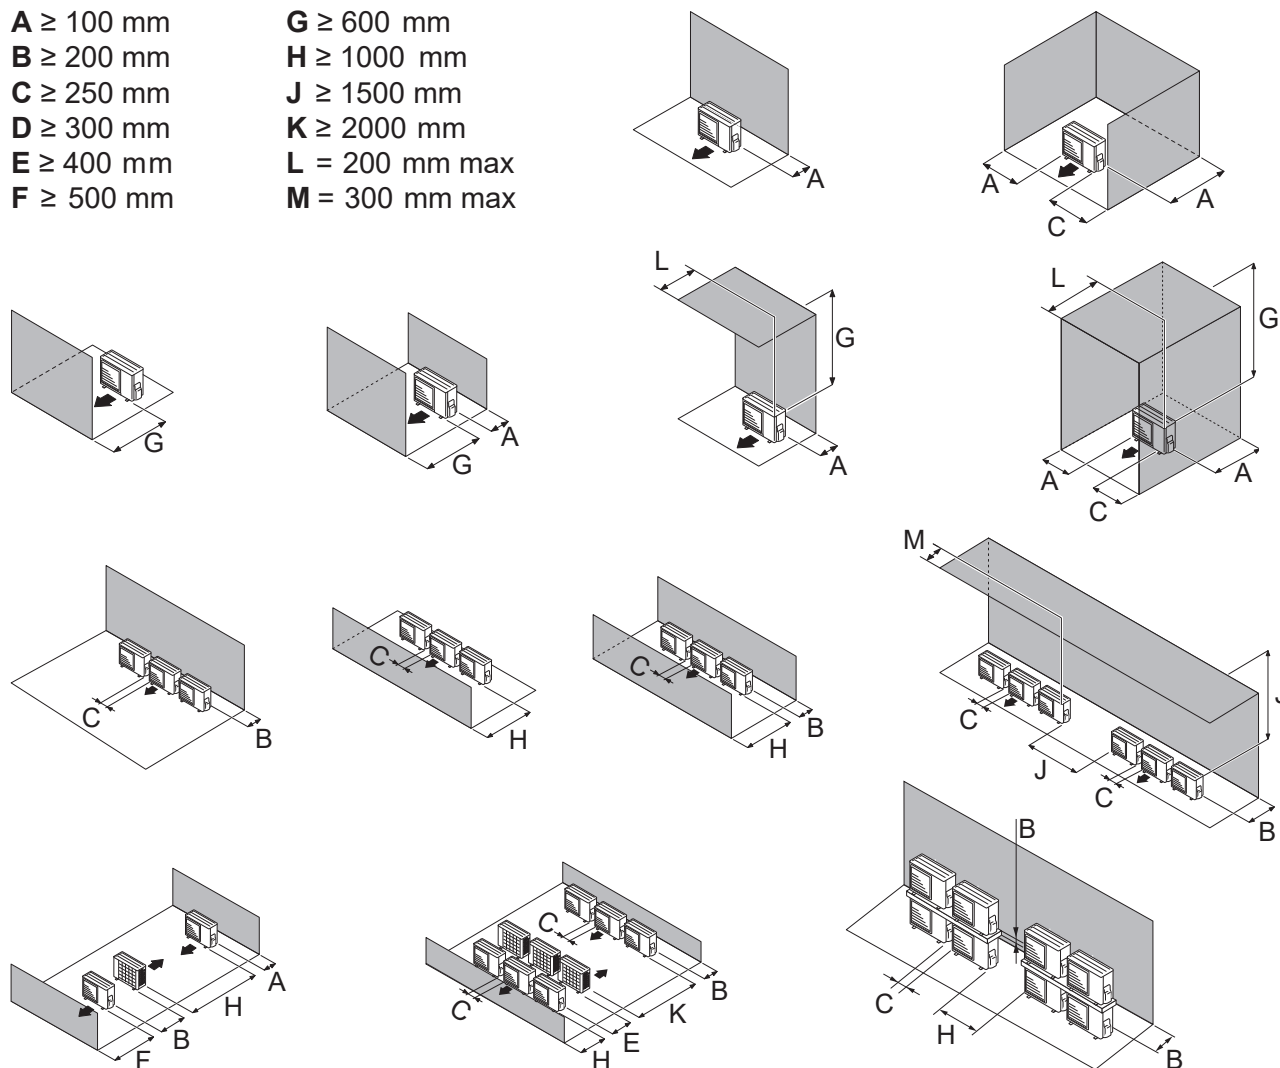 A ≥ 100 mm
B ≥ 200 mm
C ≥ 250 mm
D ≥ 300 mm
E ≥ 400 mm
F ≥ 500 mm
G ≥ 600 mm
H ≥ 1000 mm
J ≥ 1500 mm
K ≥ 2000 mm
L = 200 mm max
M = 300 mm max
A
A
C
A
G
G
A
L
G
A
L
G
A
C
A
C
B
C
H
C
H
B
M
J
C
J
C
B
F
B
H
A
C
C
H
E
K
B
B
C
H
B